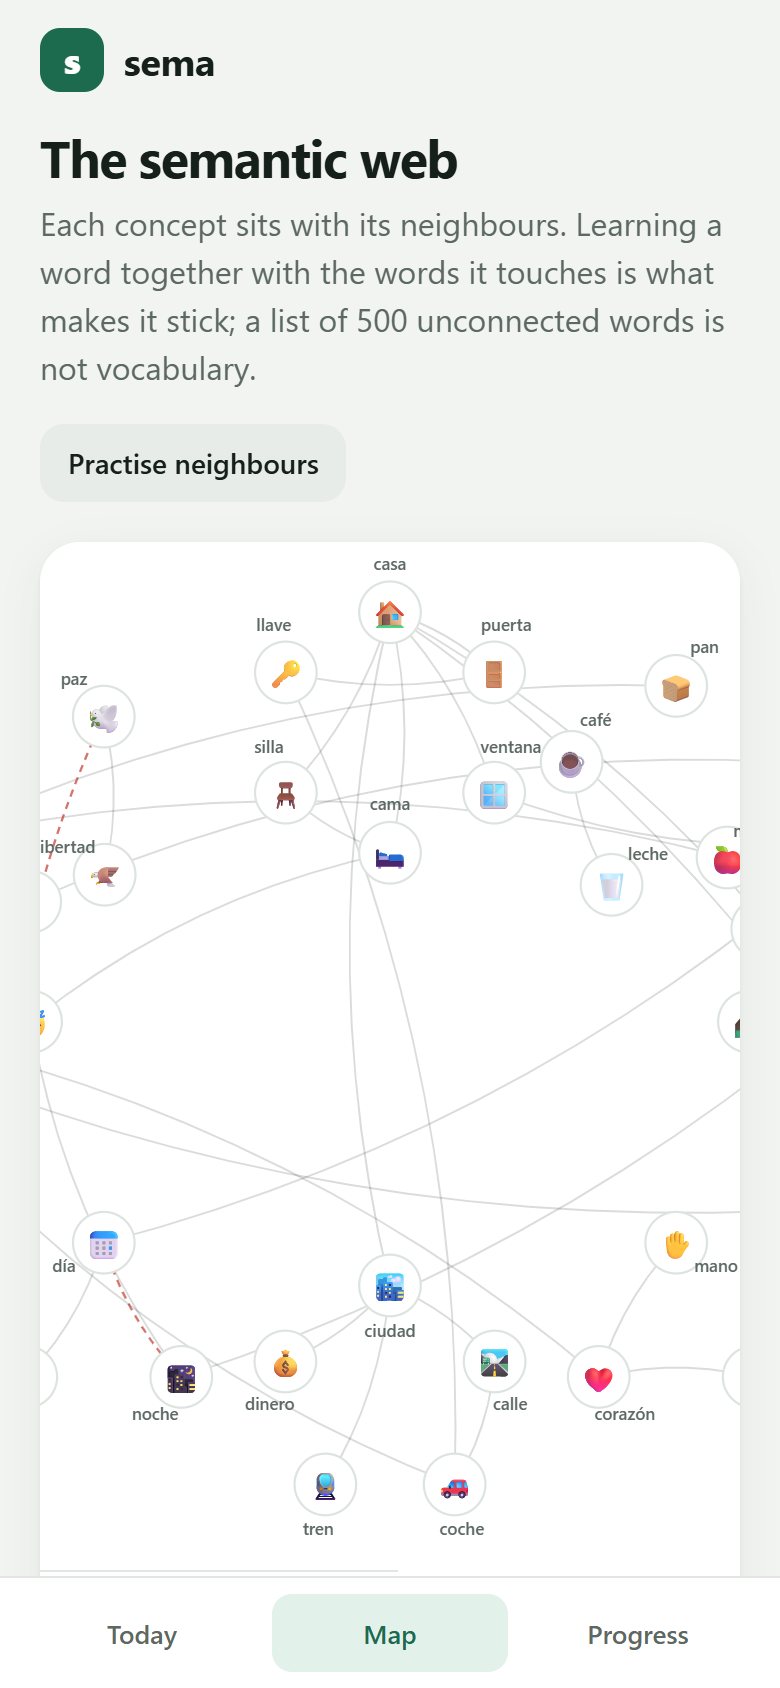 s
sema
The semantic web
Each concept sits with its neighbours. Learning a
word together with the words it touches is what
makes it stick; a list of 500 unconnected words is
not vocabulary.
Practise neighbours
casa
llave
puerta
pan
paz
café
silla
ventana
cama
ibertad
leche
día
mano
ciudad
dinero
calle
noche
corazón
tren
coche
Today
Map
Progress